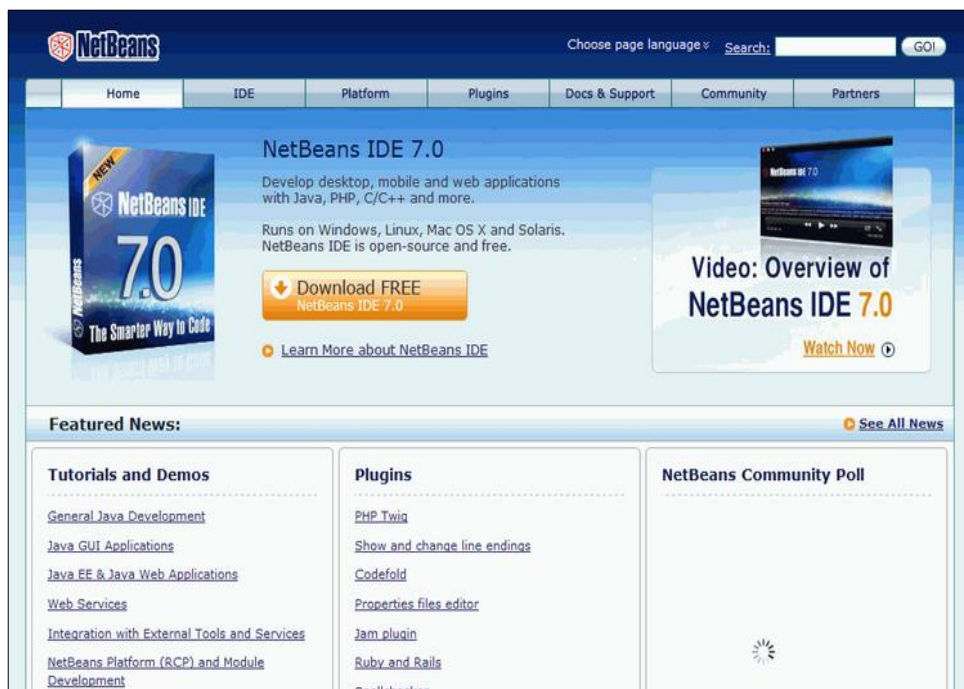 NetBeans
Choose page language
Search:
GO!
Home
IDE
Platform
Plugins
Docs & Support
Community
Partners
NEW
NetBeans IDE
7.0
NetBeans
The Smarter Way to Code
NetBeans IDE 7.0
Develop desktop, mobile and web applications
with Java, PHP, C/C++ and more.
Runs on Windows, Linux, Mac OS X and Solaris.
NetBeans IDE is open-source and free.
Download FREE
NetBeans IDE 7.0
Learn More about NetBeans IDE
NetBeans IDE 7.0
Video: Overview of
NetBeans IDE 7.0
Watch Now
Featured News:
See All News
Tutorials and Demos
General Java Development
Java GUI Applications
Java EE & Java Web Applications
Web Services
Integration with External Tools and Services
NetBeans Platform (RCP) and Module
Development
Plugins
PHP Twig
Show and change line endings
Codefold
Properties files editor
Jam plugin
Ruby and Rails
NetBeans Community Poll